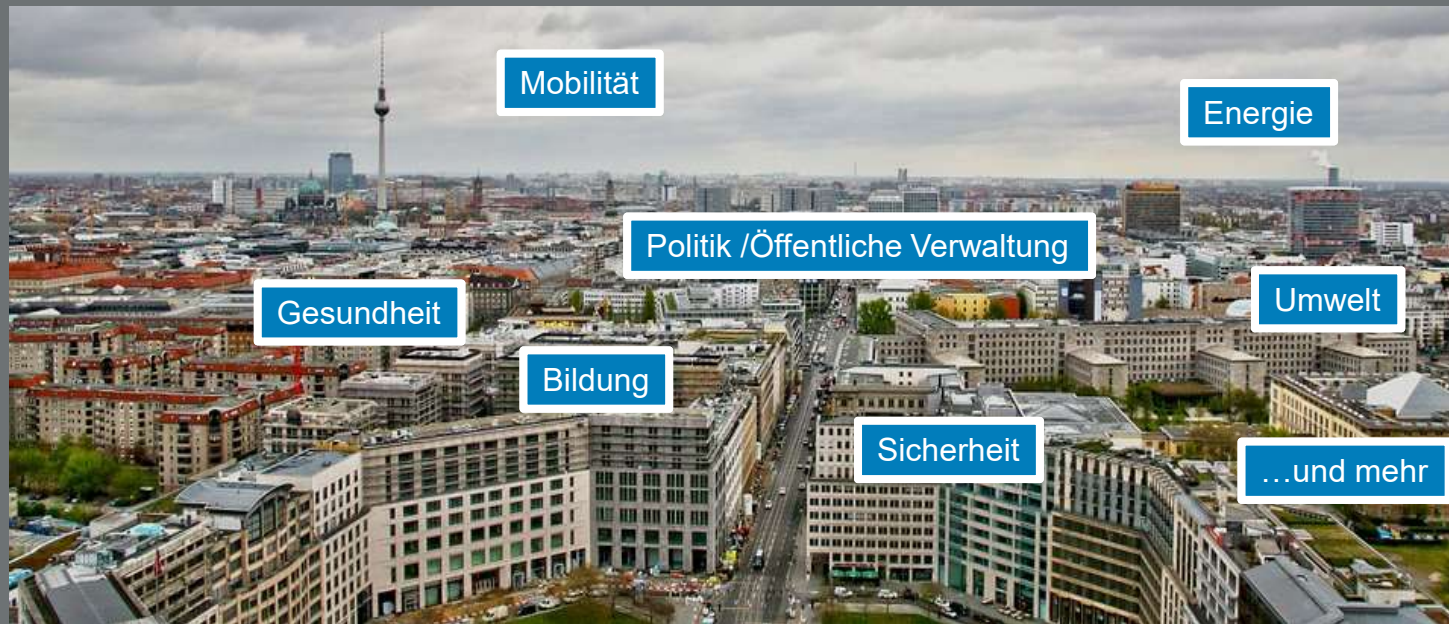 Mobilität
Energie
Politik /Öffentliche Verwaltung
Gesundheit
Umwelt
Bildung
Sicherheit
…und mehr